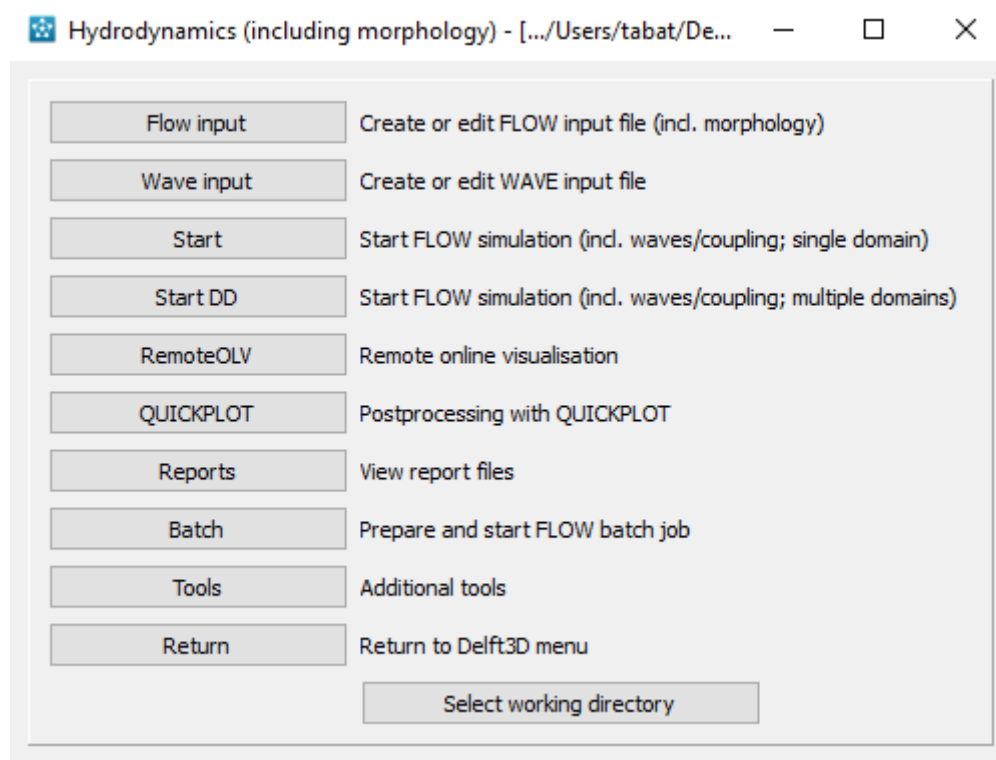 Hydrodynamics (including morphology) - [.../Users/tabat/De...
Flow input Create or edit FLOW input file (incl. morphology)
Wave input Create or edit WAVE input file
Start Start FLOW simulation (incl. waves/coupling; single domain)
Start DD Start FLOW simulation (incl. waves/coupling; multiple domains)
RemoteOLV Remote online visualisation
QUICKPLOT Postprocessing with QUICKPLOT
Reports View report files
Batch Prepare and start FLOW batch job
Tools Additional tools
Return Return to Delft3D menu
Select working directory